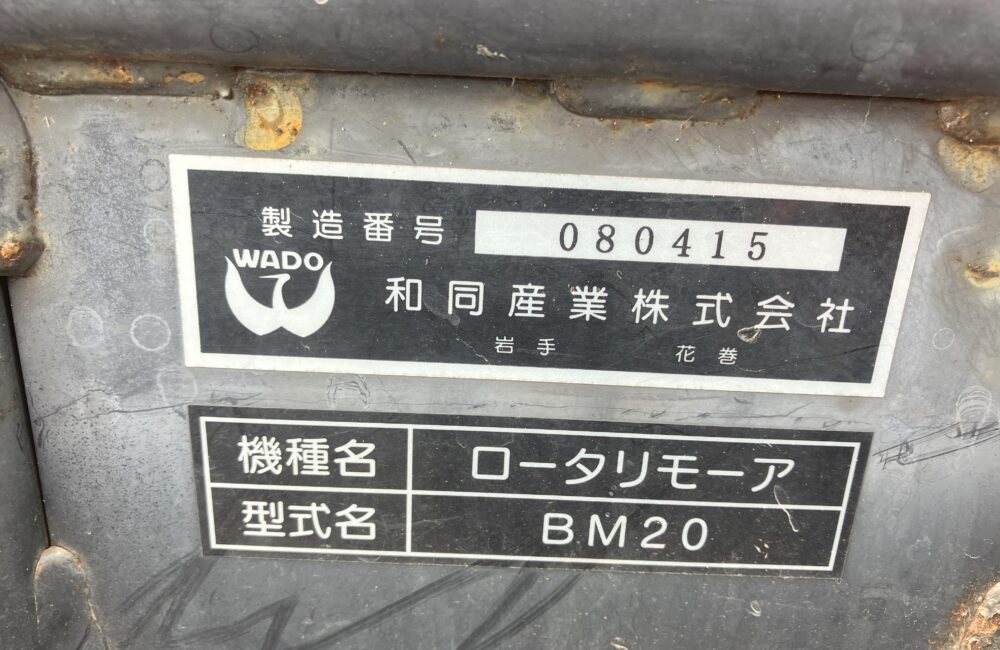 製造番号 080415
WADO
和同産業株式会社
岩手 花巻
機種名 ロータリモーア
型式名 BM20